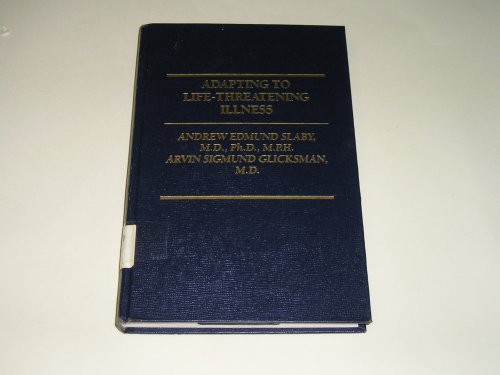 ADAPTING TO
LIFE-THREATENING
ILLNESS
ANDREW EDMUND SLABY,
M.D., Ph.D., M.P.H.
ARVIN SIGMUND GLICKSMAN,
M.D.